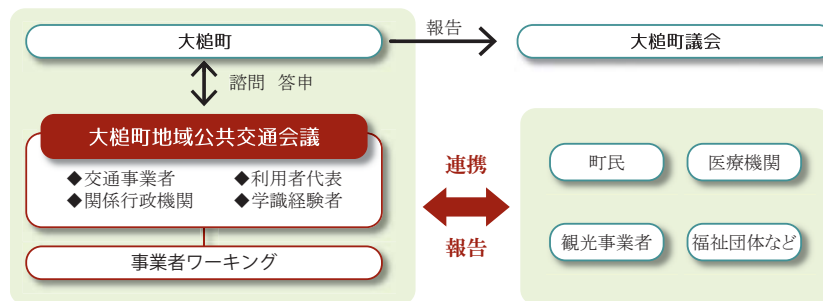 大槌町
報告
大槌町議会
諮問 答申
大槌町地域公共交通会議
◆交通事業者 ◆利用者代表
◆関係行政機関 ◆学識経験者
事業者ワーキング
連携
報告
町民 医療機関
観光事業者 福祉団体など